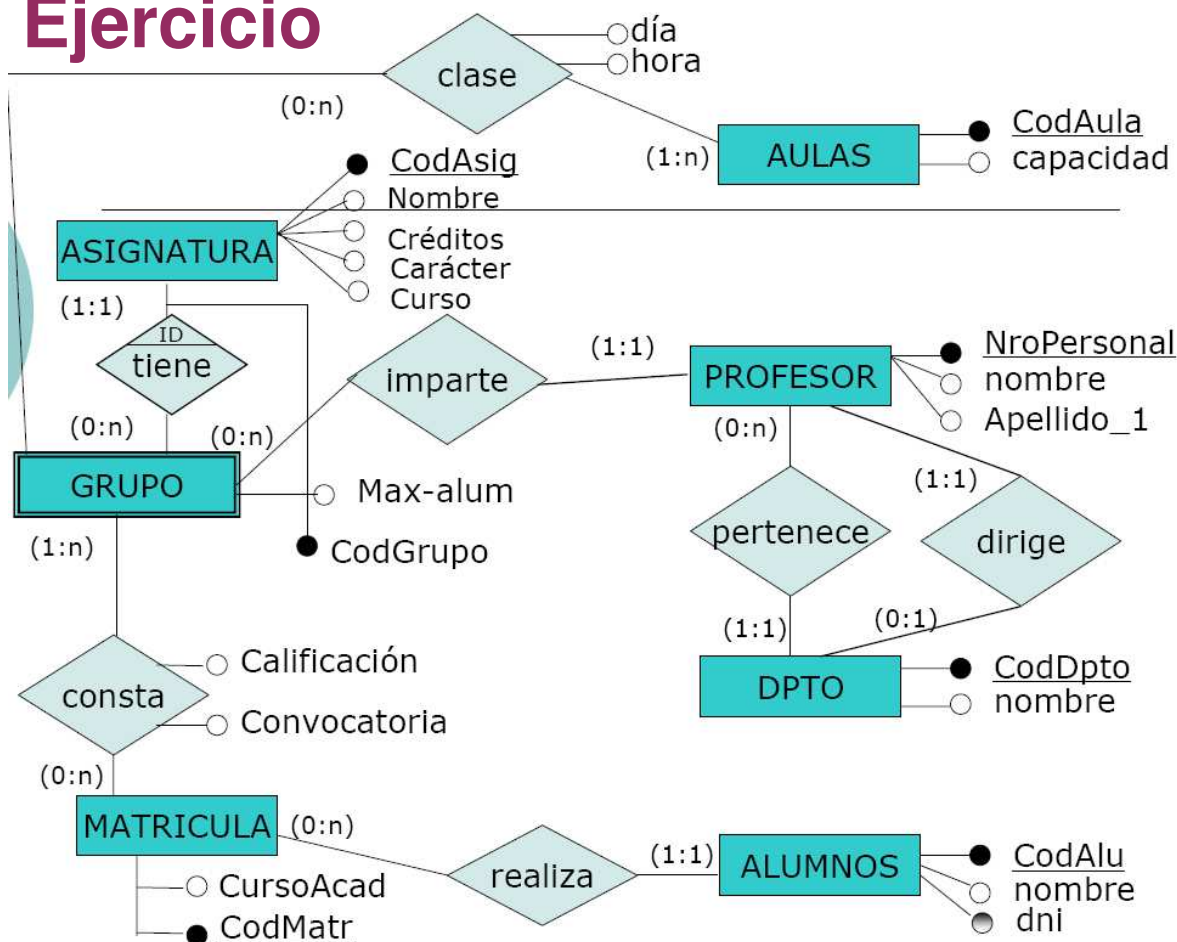 Ejercicio
día
hora
clase
(0:n)
(1:n)
AULAS
CodAula
capacidad
CodAsig
Nombre
Créditos
Carácter
Curso
ASIGNATURA
(1:1)
ID
tiene
(0:n)
(0:n)
imparte
(1:1)
PROFESOR
NroPersonal
nombre
Apellido_1
GRUPO
Max-alum
CodGrupo
(0:n)
(1:1)
pertenece
dirige
(1:1)
(0:1)
DPTO
CodDpto
nombre
(1:n)
consta
Calificación
Convocatoria
(0:n)
MATRICULA
(0:n)
CursoAcad
CodMatr
realiza
(1:1)
ALUMNOS
CodAlu
nombre
dni